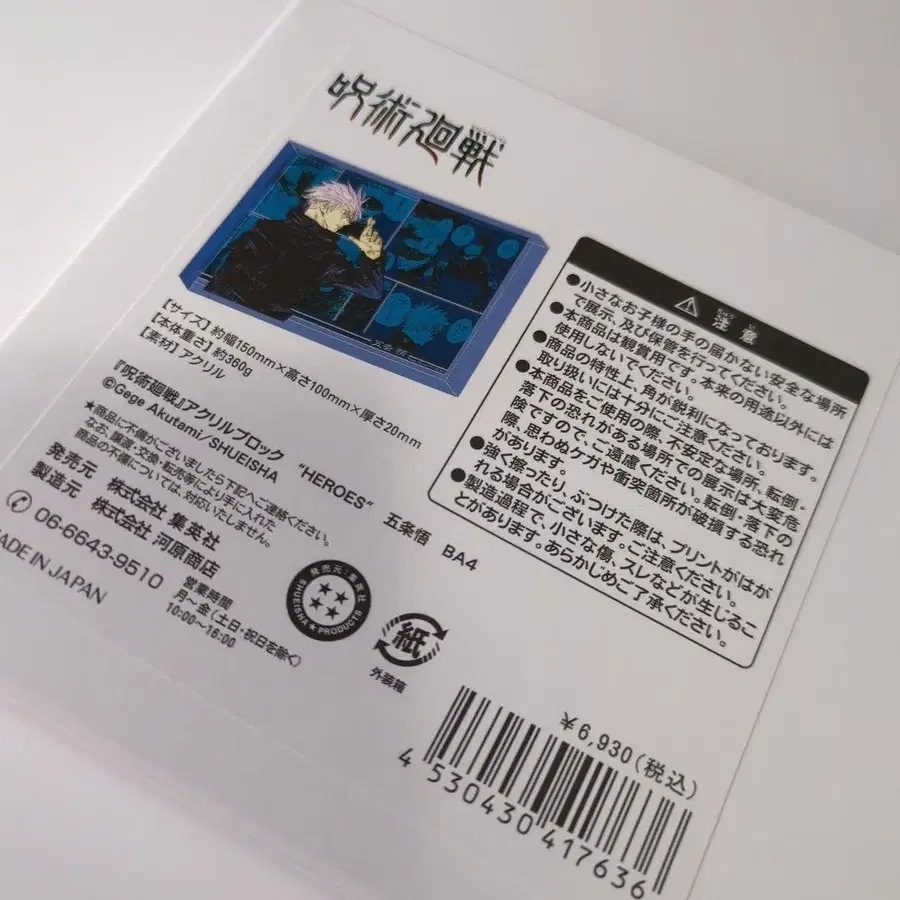 呪術廻戦
五条 悟
【サイズ】約幅150mm×高さ100mm×厚さ20mm
【本体重さ】約360g
【素材】アクリル
『呪術廻戦』アクリルブロック “HEROES” 五条悟 BA4
©Gege Akutami/SHUEISHA
★商品に不備がございましたら下記へご連絡ください。
なお、譲渡・交換・転売等により手に入れた
商品の不備については、対応いたしません。
発売元 株式会社 集英社
製造元 株式会社 河原商店
06-6643-9510
営業時間
月〜金(土日・祝日を除く)
10:00〜16:00
MADE IN JAPAN
発売元:集英社
SHUEISHA ★ PRODUCTS
紙
外装箱
注意
●小さなお子様の手の届かない安全な場所
で展示、及び保管を行ってください。
●本商品は観賞用です。本来の用途以外には
使用しないでください。
●商品の特性上、角が鋭利になっております。
取り扱いには十分にご注意ください。
●本商品をご使用の際、不安定な場所、転倒・
落下の恐れがある場所での展示は大変危
険ですので、ご遠慮ください。転倒・落下の
際、思わぬケガや衝突箇所が破損する恐れ
があります。
●強く擦ったり、ぶつけた際は、プリントがはが
れる場合がございます。ご注意ください。
●製造過程で、小さな傷、スレなどが生じるこ
とがあります。あらかじめご了承ください。
¥6,930(税込)
4 530430 417636